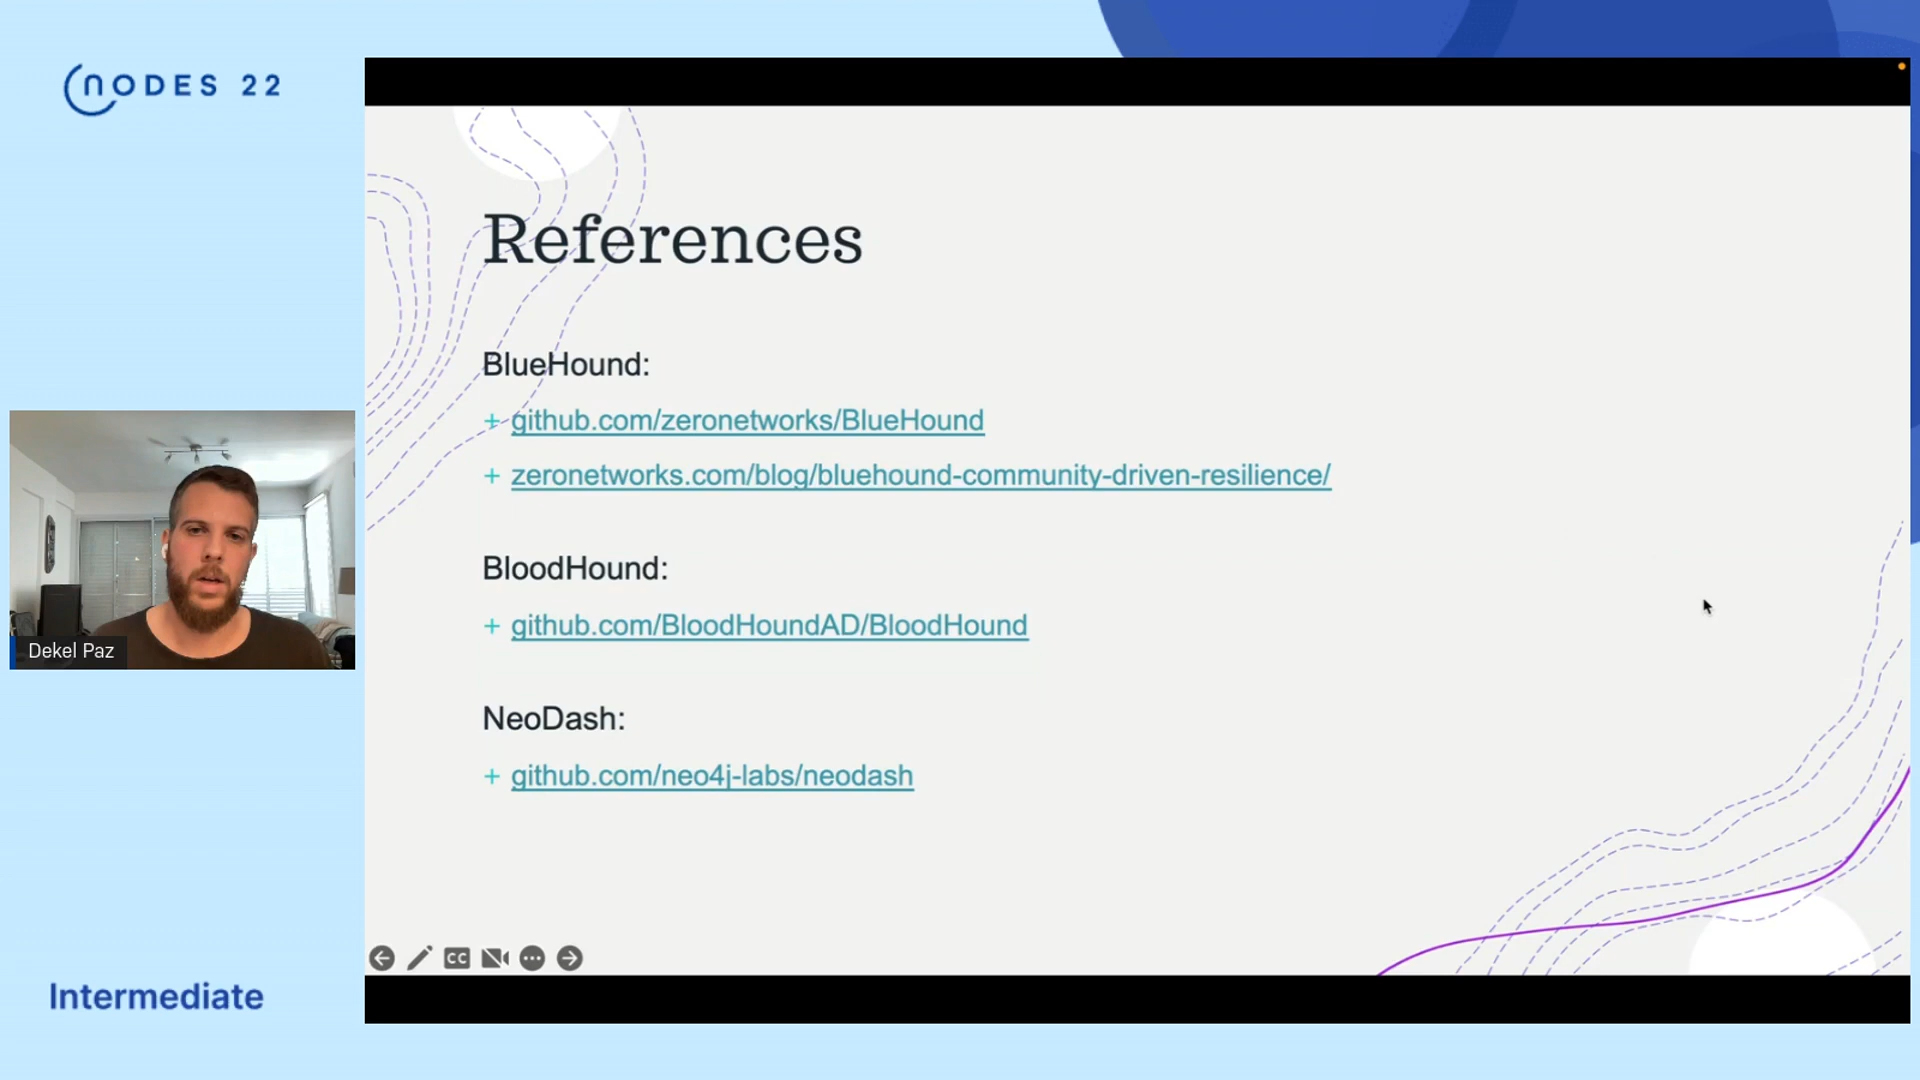 NODES 22
References
BlueHound:
+ github.com/zeronetworks/BlueHound
+ zeronetworks.com/blog/bluehound-community-driven-resilience/
BloodHound:
+ github.com/BloodHoundAD/BloodHound
Dekel Paz
NeoDash:
+ github.com/neo4j-labs/neodash
CC
Intermediate